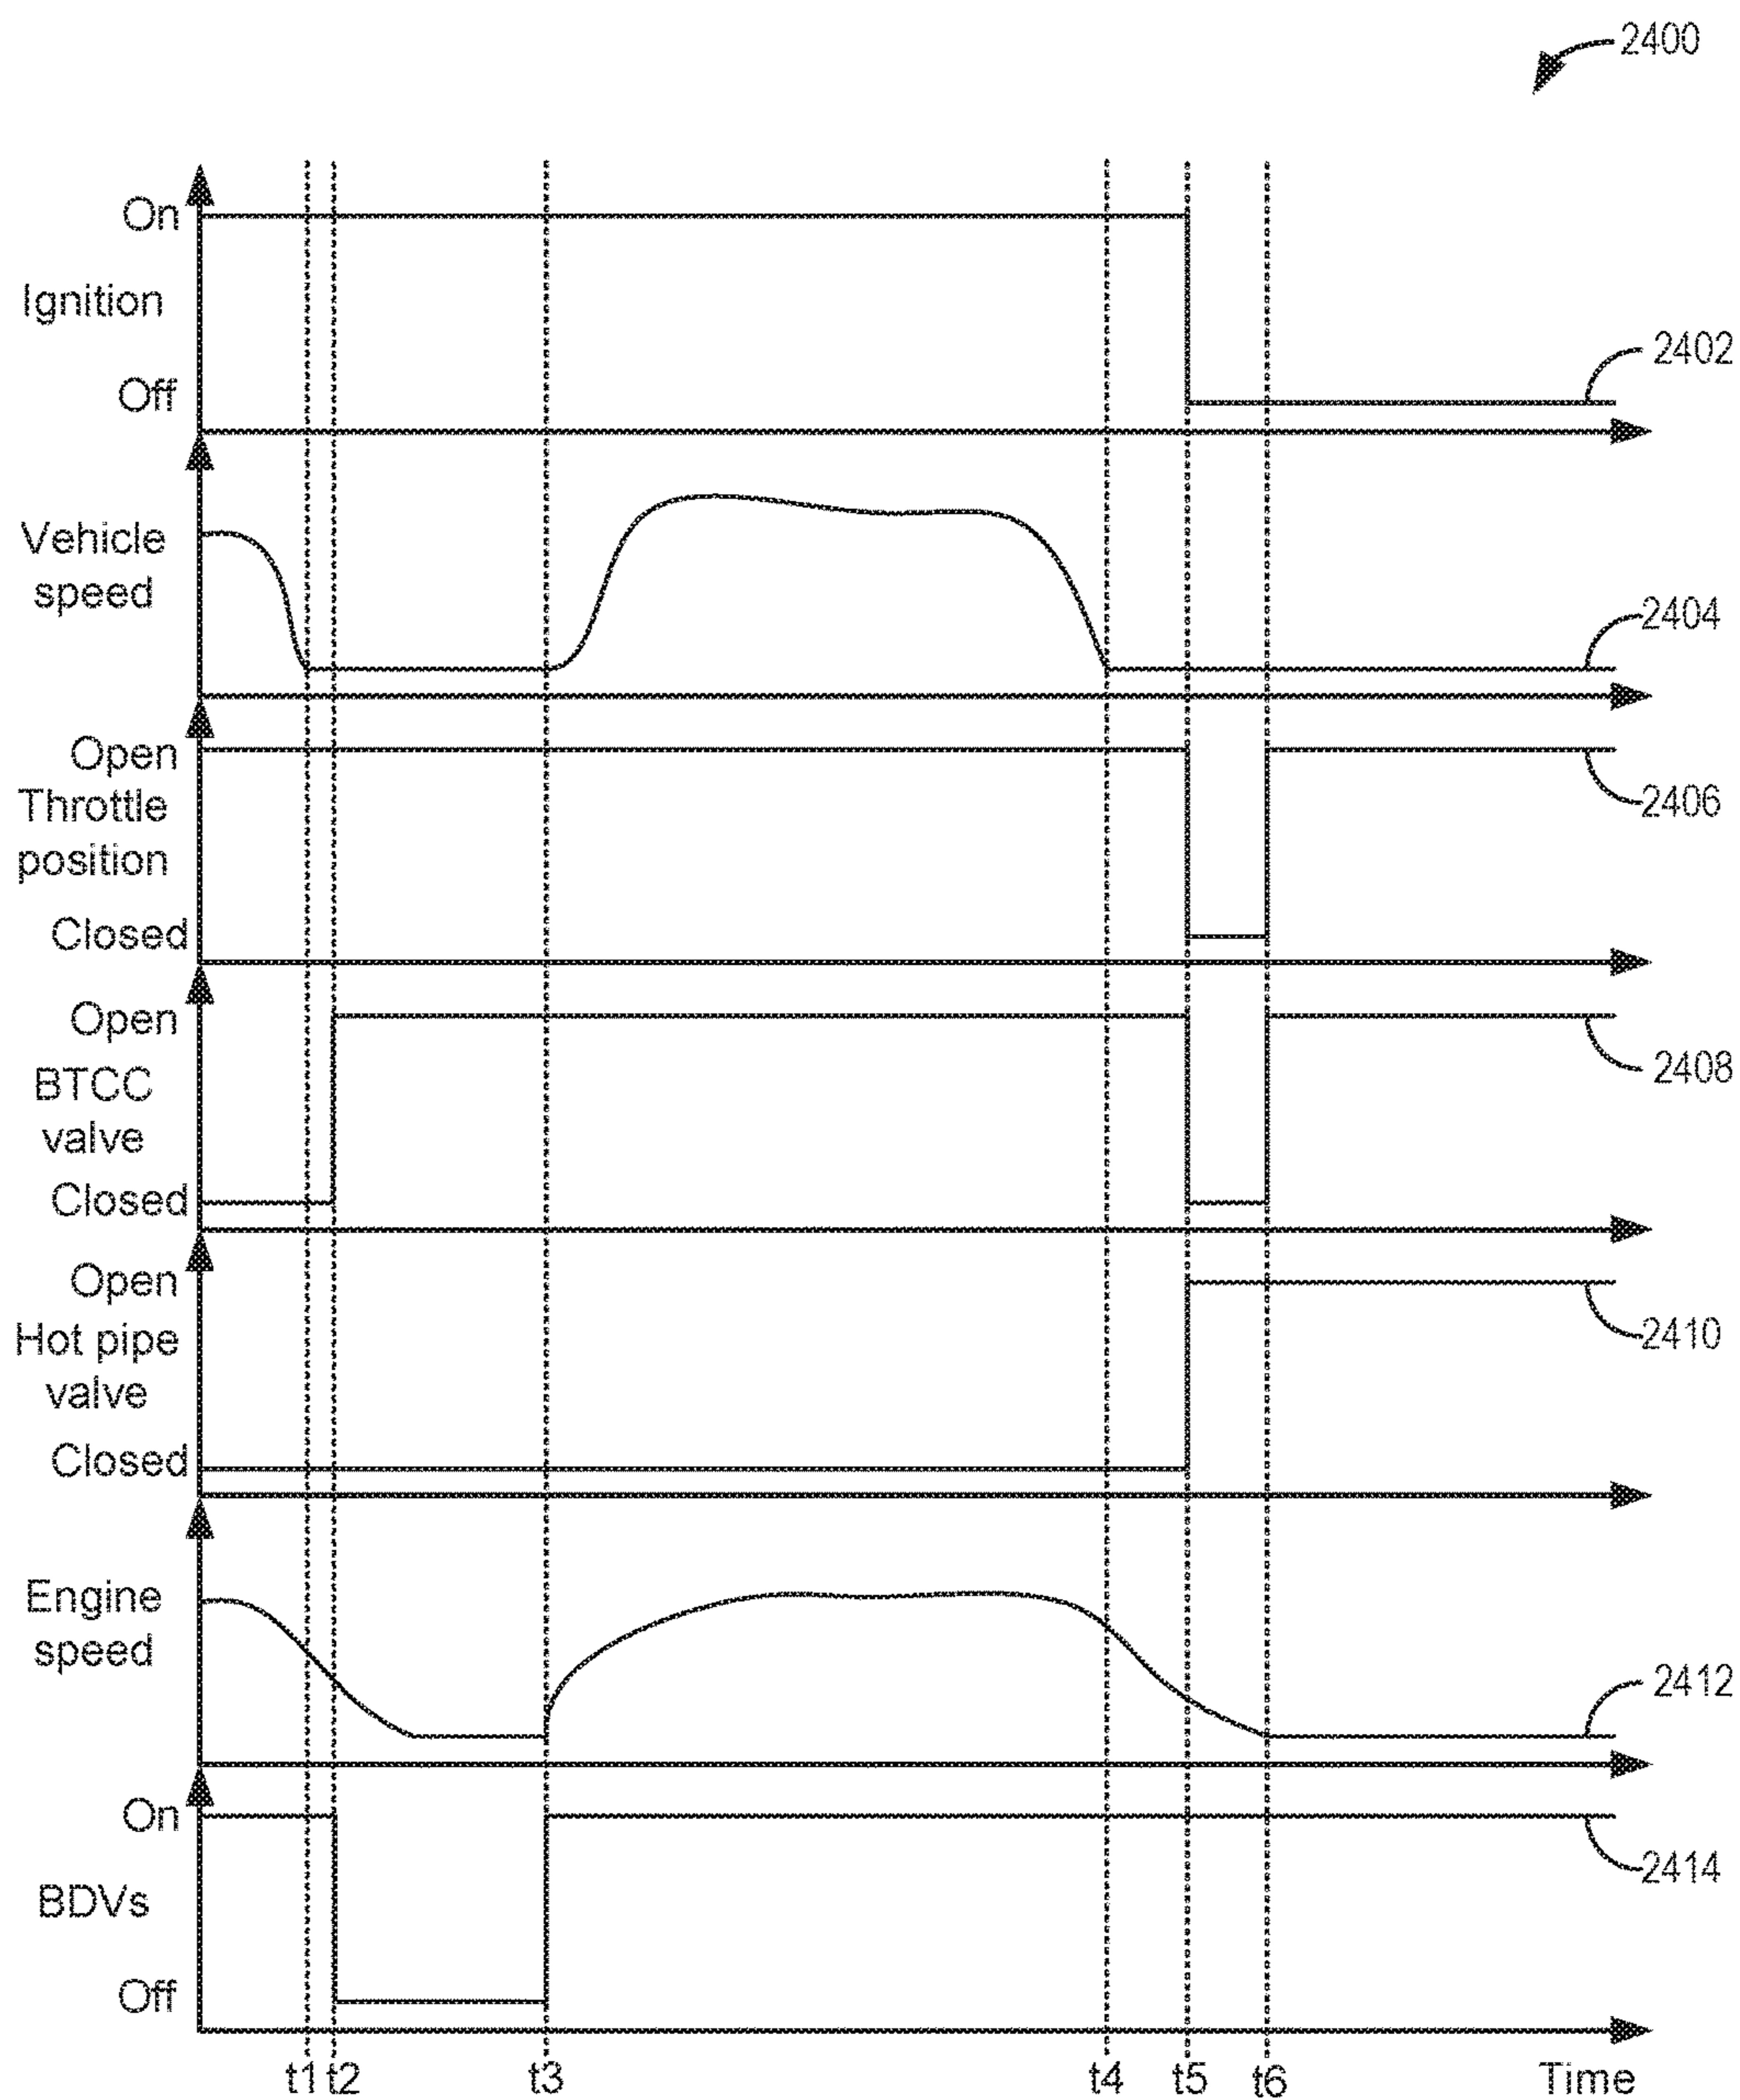 2400
On
Ignition
Off
2402
Vehicle
speed
2404
Open
Throttle
position
Closed
2406
Open
BTCC
valve
Closed
2408
Open
Hot pipe
valve
Closed
2410
Engine
speed
2412
On
BDVs
Off
2414
t1 t2 t3 t4 t5 t6 Time